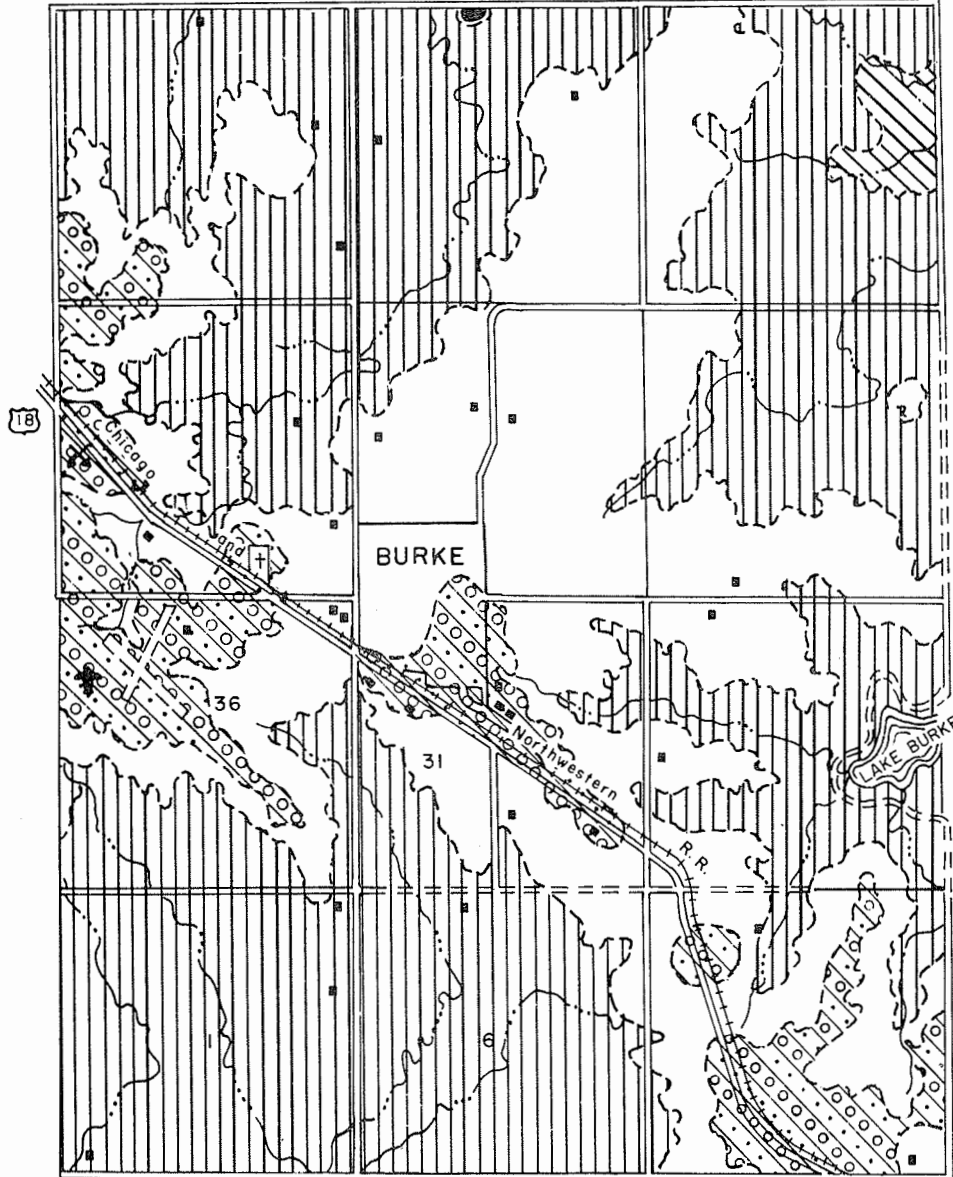 18
Chicago
and
BURKE
36
31
Northwestern
R.R.
LAKE BURKE
R
1
6